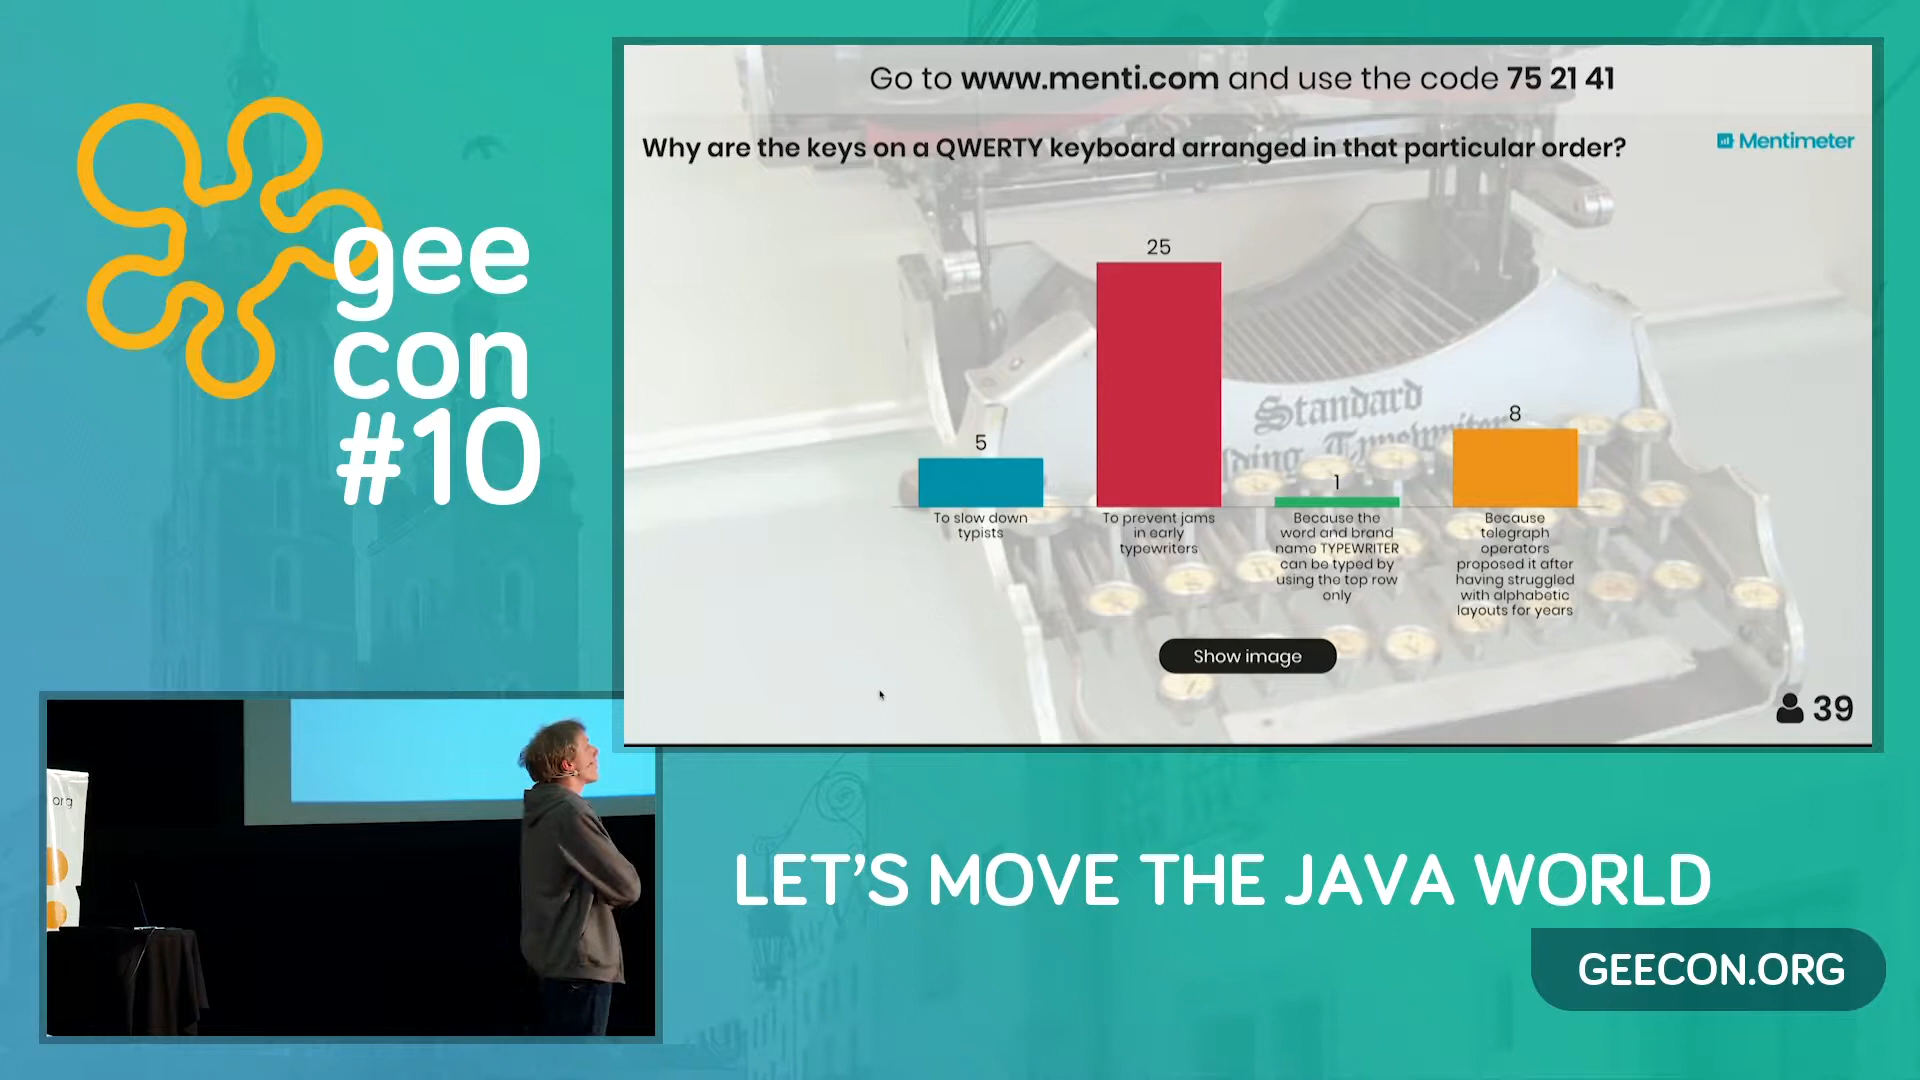 gee
con
#10
Go to www.menti.com and use the code 75 21 41
Why are the keys on a QWERTY keyboard arranged in that particular order?
Mentimeter
5
25
1
8
Standard
Typewriter
To slow down
typists
To prevent jams
in early
typewriters
Because the
word and brand
name TYPEWRITER
can be typed by
using the top row
only
Because
telegraph
operators
proposed it after
having struggled
with alphabetic
layouts for years
Show image
39
org
LET'S MOVE THE JAVA WORLD
GEECON.ORG